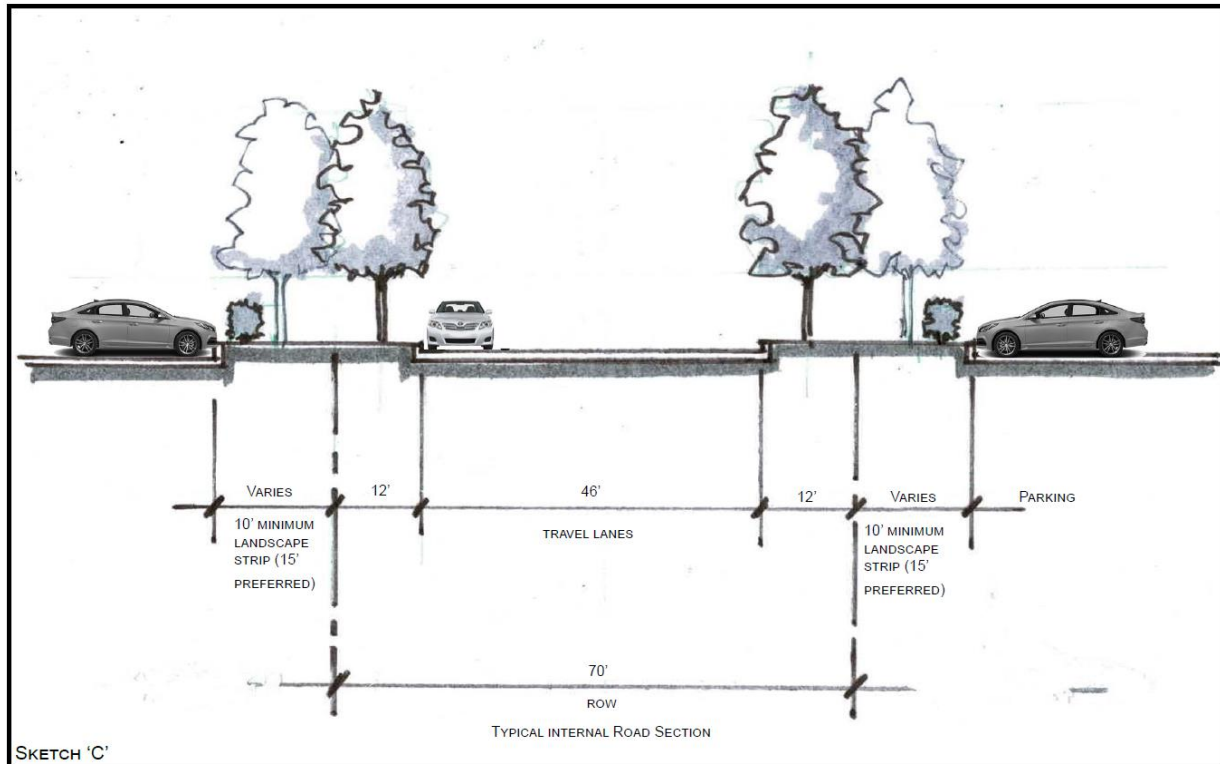 VARIES
12'
46'
12'
VARIES
PARKING
10' MINIMUM
LANDSCAPE
STRIP (15'
PREFERRED)
TRAVEL LANES
10' MINIMUM
LANDSCAPE
STRIP (15'
PREFERRED)
70'
ROW
TYPICAL INTERNAL ROAD SECTION
SKETCH 'C'